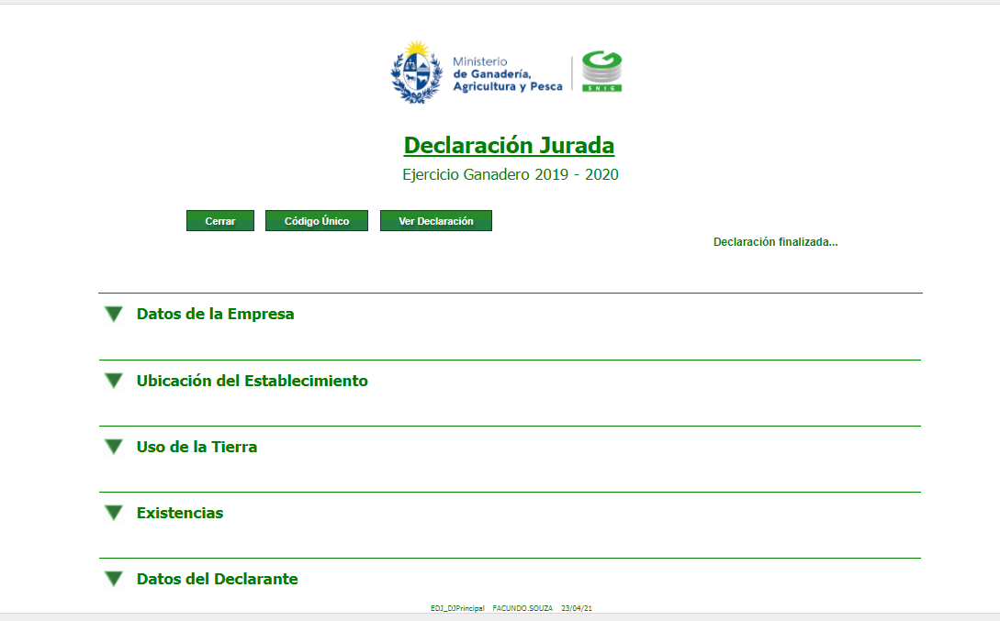 Ministerio
de Ganadería,
Agricultura y Pesca
SNIG
Declaración Jurada
Ejercicio Ganadero 2019 - 2020
Cerrar
Código Único
Ver Declaración
Declaración finalizada...
Datos de la Empresa
Ubicación del Establecimiento
Uso de la Tierra
Existencias
Datos del Declarante
EDJ_DJPrincipal FACUNDO.SOUZA 23/04/21